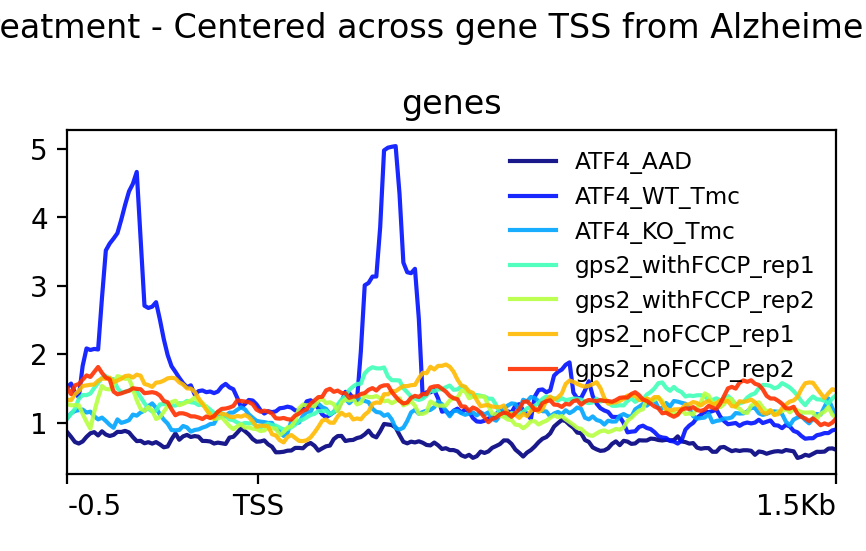 eatment - Centered across gene TSS from Alzheime
genes
5
4
3
2
1
ATF4_AAD
ATF4_WT_Tmc
ATF4_KO_Tmc
gps2_withFCCP_rep1
gps2_withFCCP_rep2
gps2_noFCCP_rep1
gps2_noFCCP_rep2
-0.5 TSS 1.5Kb